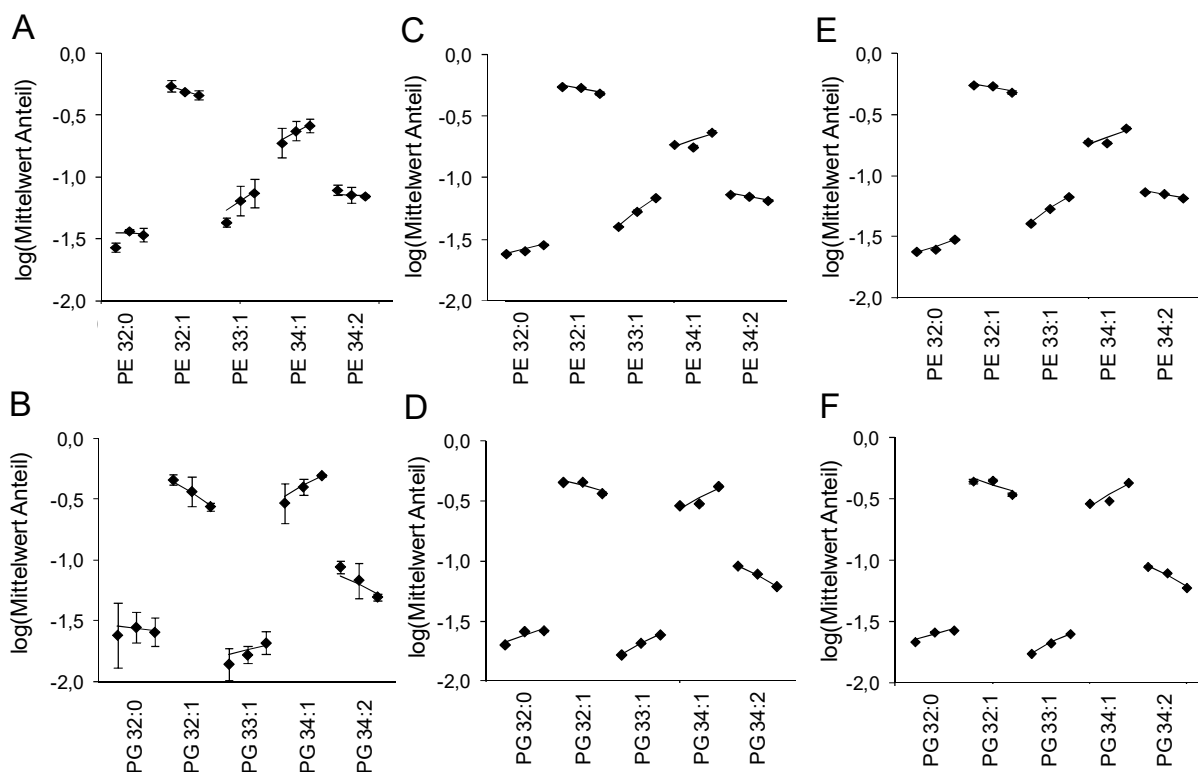 A
log(Mittelwert Anteil)
0,0
-0,5
-1,0
-1,5
-2,0
PE 32:0
PE 32:1
PE 33:1
PE 34:1
PE 34:2
C
log(Mittelwert Anteil)
0,0
-0,5
-1,0
-1,5
-2,0
PE 32:0
PE 32:1
PE 33:1
PE 34:1
PE 34:2
E
log(Mittelwert Anteil)
0,0
-0,5
-1,0
-1,5
-2,0
PE 32:0
PE 32:1
PE 33:1
PE 34:1
PE 34:2
B
log(Mittelwert Anteil)
0,0
-0,5
-1,0
-1,5
-2,0
PG 32:0
PG 32:1
PG 33:1
PG 34:1
PG 34:2
D
log(Mittelwert Anteil)
0,0
-0,5
-1,0
-1,5
-2,0
PG 32:0
PG 32:1
PG 33:1
PG 34:1
PG 34:2
F
log(Mittelwert Anteil)
0,0
-0,5
-1,0
-1,5
-2,0
PG 32:0
PG 32:1
PG 33:1
PG 34:1
PG 34:2